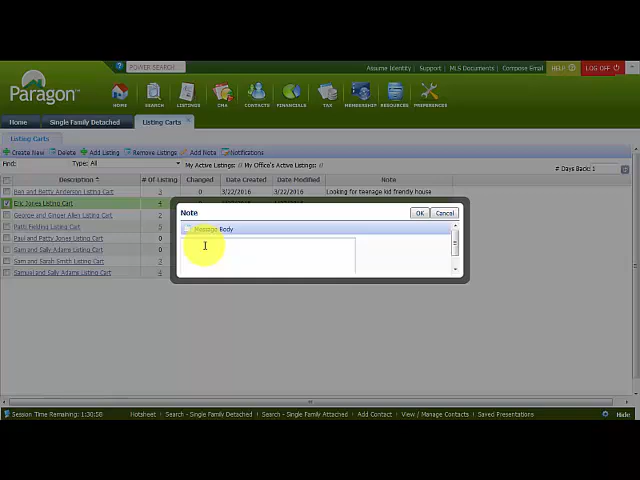 POWER SEARCH
Assume Identity Support MLS Documents Compose Email HELP LOG OFF
Paragon
HOME SEARCH LISTINGS CMA CONTACTS FINANCIALS TAX MEMBERSHIP RESOURCES PREFERENCES
Home Single Family Detached Listing Carts
Listing Carts
Create New Delete Add Listing Remove Listings Add Note Notifications
Find: Type: All My Active Listings: 0 My Office's Active Listings: 0 # Days Back: 1
Description # Of Listing Changed Date Created Date Modified Note
Ben and Betty Anderson Listing Cart 3 0 3/22/2016 3/22/2016 Looking for teenage kid friendly house
Eric Jones Listing Cart 4
George and Ginger Allen Listing Cart 2
Patti Fielding Listing Cart 5
Paul and Patty Jones Listing Cart 0
Sam and Sally Adams Listing Cart 0
Sam and Sarah Smith Listing Cart
Samuel and Sally Adams Listing Cart 4
Note OK Cancel
Message Body
Session Time Remaining: 1:30:58 Hotsheet Search - Single Family Detached Search - Single Family Attached Add Contact View / Manage Contacts Saved Presentations Hide